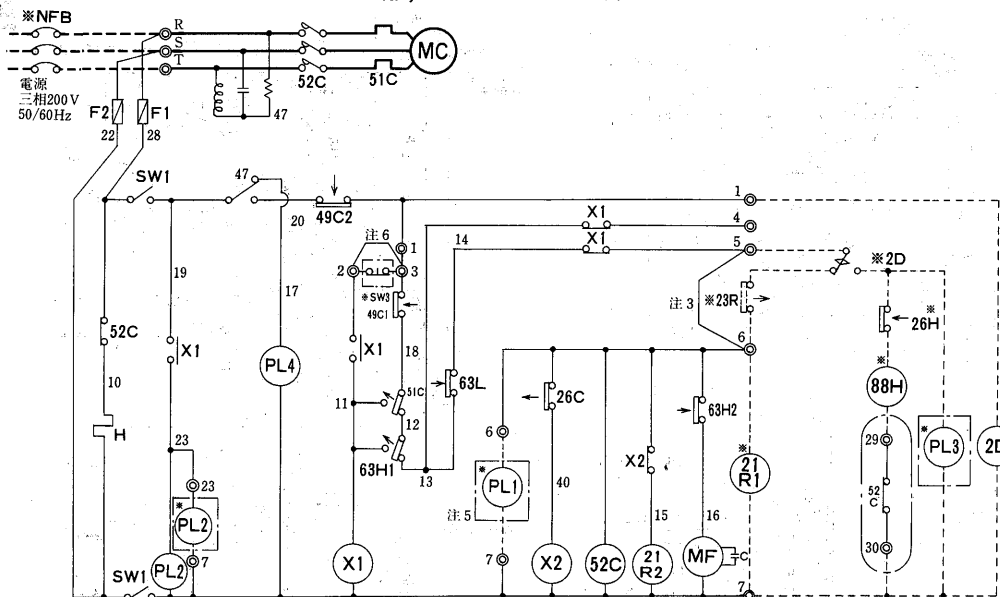 ※NFB
R
S
T
MC
52C
51C
電源
三相200V
50/60Hz
F2
F1
47
22
28
SW1
47
20
49C2
1
X1
4
注6
1
14
X1
5
19
2
3
※2D
17
※SW3
49C1
注3
※23R
※
26H
52C
X1
18
6
PL4
X1
※
10
63L
26C
63H2
88H
11
51C
12
H
6
※
23
63H1
X2
※
21
R1
29
※
PL3
2D
23
13
※
PL1
40
52
C
※
PL2
注5
15
16
7
7
30
SW1
PL2
X1
X2
52C
21
R2
MF
C
7